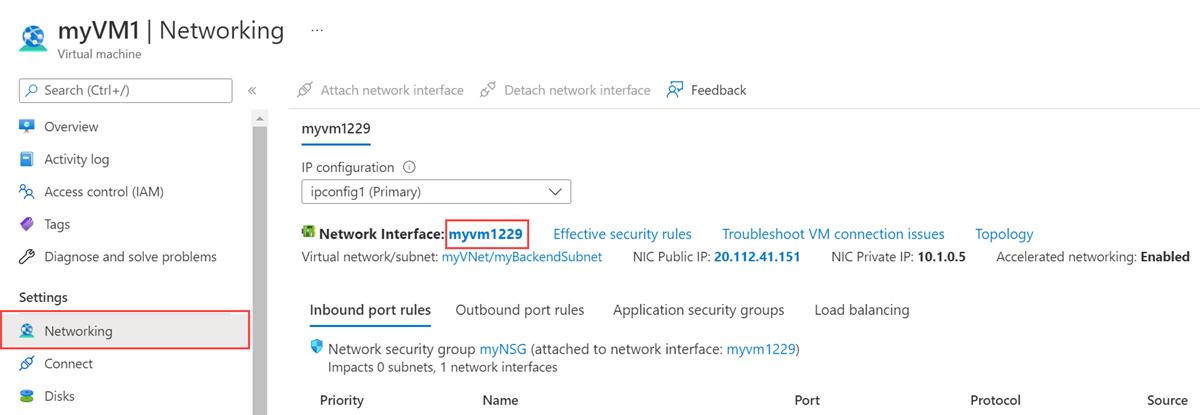 myVM1 | Networking ...
Virtual machine
Search (Ctrl+/)
«
Attach network interface Detach network interface Feedback
Overview
Activity log
Access control (IAM)
Tags
Diagnose and solve problems
Settings
Networking
Connect
Disks
myvm1229
IP configuration
ipconfig1 (Primary)
Network Interface: myvm1229 Effective security rules Troubleshoot VM connection issues Topology
Virtual network/subnet: myVNet/myBackendSubnet NIC Public IP: 20.112.41.151 NIC Private IP: 10.1.0.5 Accelerated networking: Enabled
Inbound port rules Outbound port rules Application security groups Load balancing
Network security group myNSG (attached to network interface: myvm1229)
Impacts 0 subnets, 1 network interfaces
Priority Name Port Protocol Source